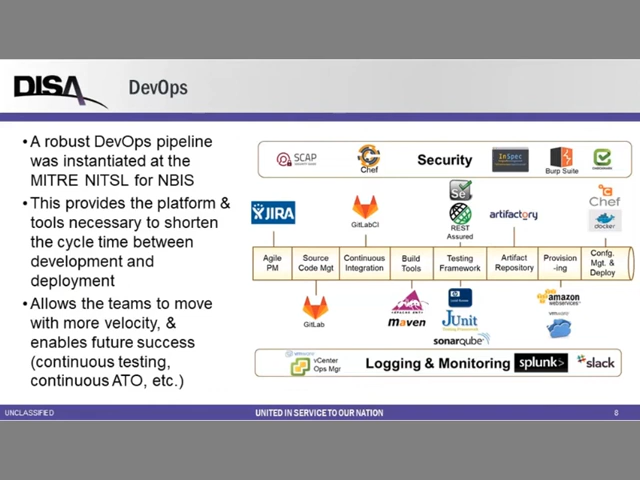 DISA
DevOps
• A robust DevOps pipeline
was instantiated at the
MITRE NITSL for NBIS
• This provides the platform &
tools necessary to shorten
the cycle time between
development and
deployment
• Allows the teams to move
with more velocity, &
enables future success
(continuous testing,
continuous ATO, etc.)
SCAP
Chef
Security
InSpec
Burp Suite
JIRA
GitLabCI
Se
REST
Assured
artifactory
Chef
docker
Agile
PM
Source
Code Mgt
Continuous
Integration
Build
Tools
Testing
Framework
Artifact
Repository
Provision
-ing
Confg.
Mgt. &
Deploy
GitLab
maven
JUnit
sonarqube
amazon
webservices
vmware
vmware
vCenter
Ops Mgr
Logging & Monitoring
splunk>
slack
UNCLASSIFIED
UNITED IN SERVICE TO OUR NATION
8